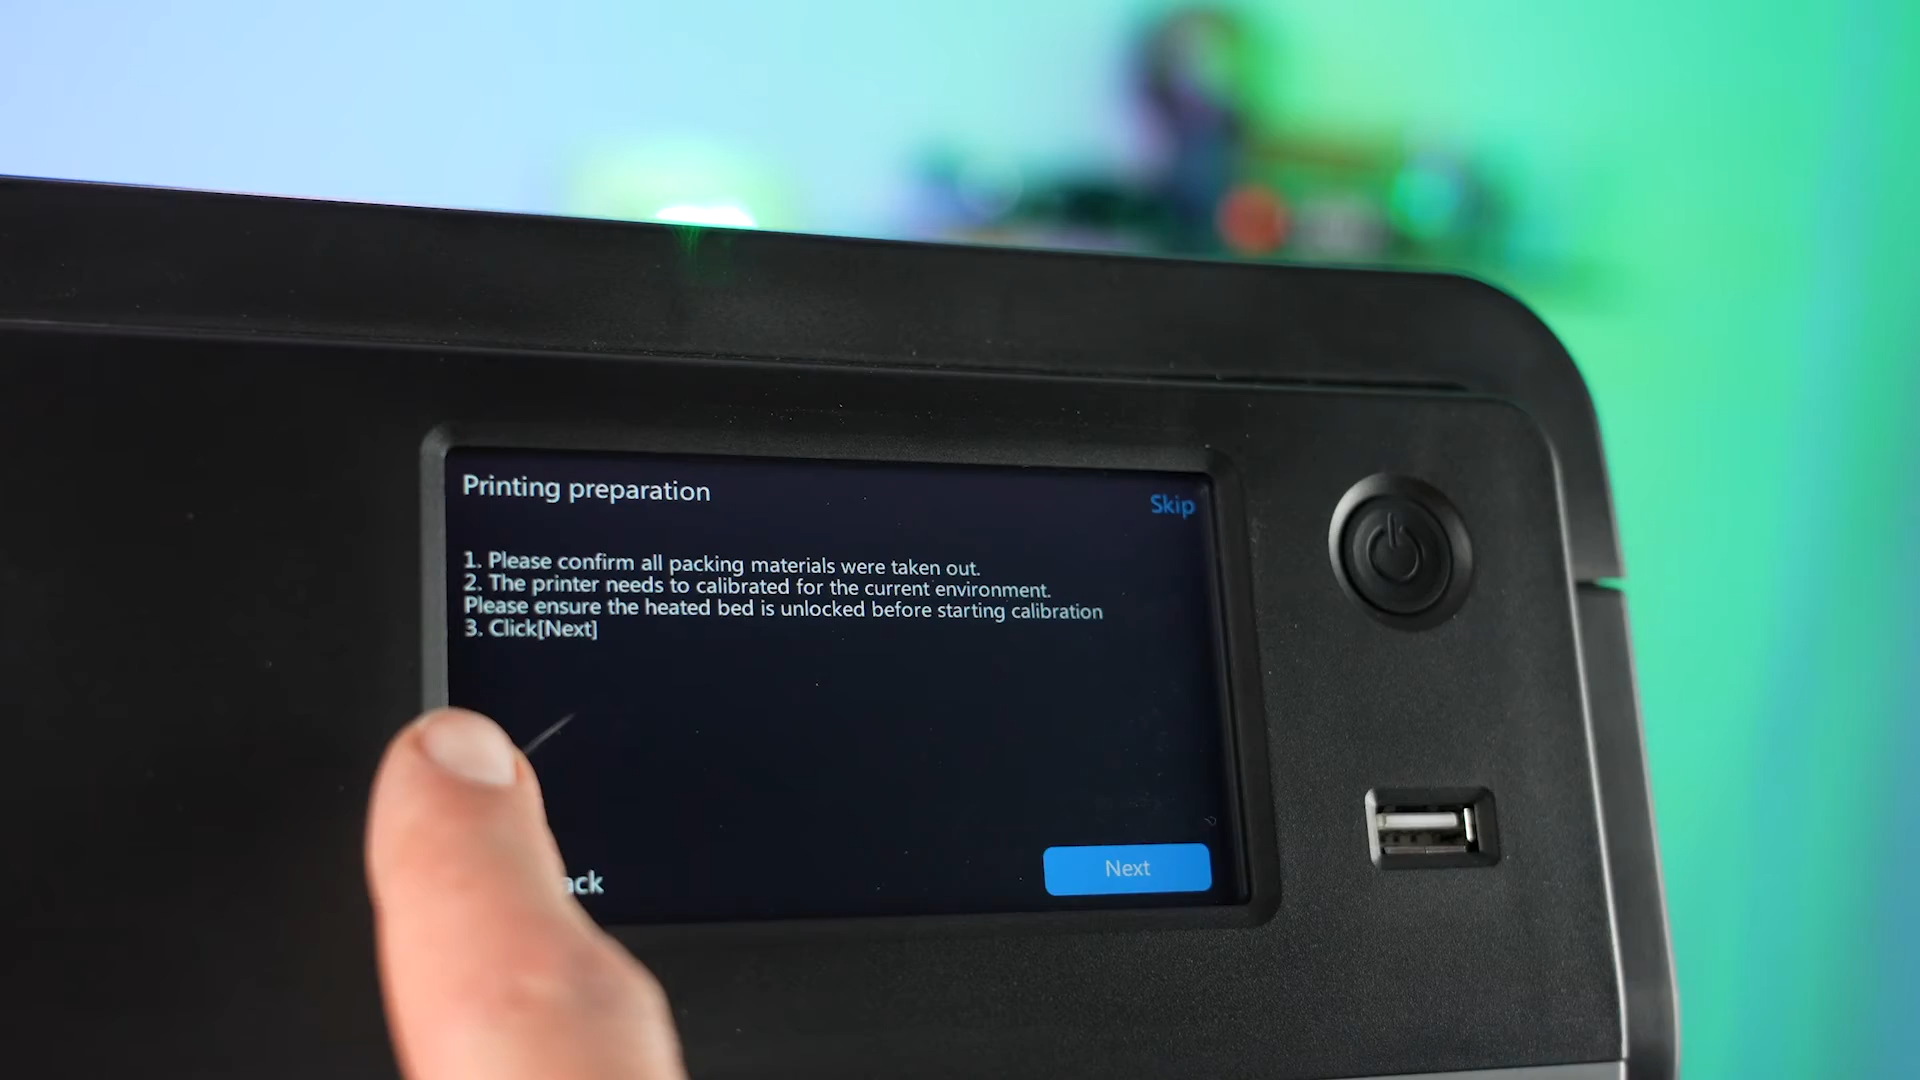 Printing preparation
Skip
1. Please confirm all packing materials were taken out.
2. The printer needs to calibrated for the current environment.
Please ensure the heated bed is unlocked before starting calibration
3. Click[Next]
Next